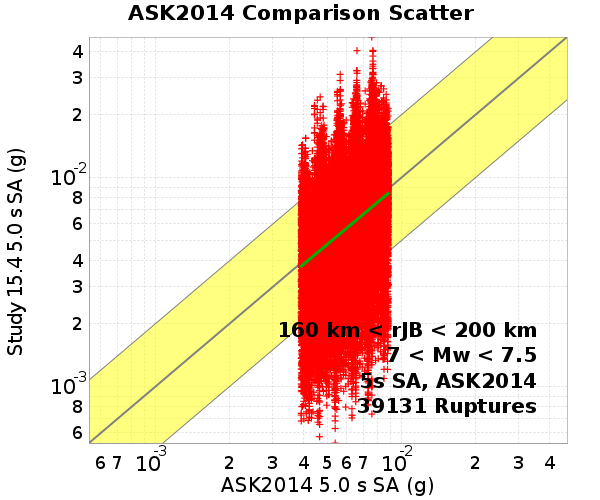 ASK2014 Comparison Scatter
Study 15.4 5.0 s SA (g)
4
3
2
10-2
8
6
4
3
2
10-3
8
6
160 km < rJB < 200 km
7 < Mw < 7.5
5s SA, ASK2014
39131 Ruptures
6 7 10-3 2 3 4 5 6 7 10-2 2 3 4
ASK2014 5.0 s SA (g)